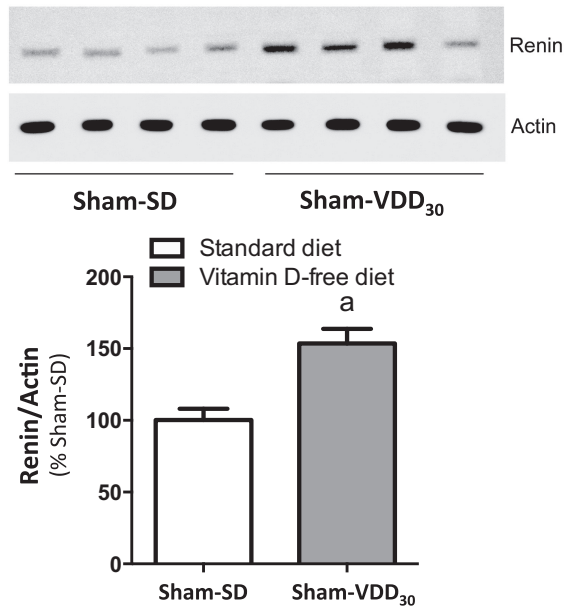 Renin
Actin
Sham-SD
Sham-VDD30
Standard diet
Vitamin D-free diet
a
200
150
100
50
0
Renin/Actin
(% Sham-SD)
Sham-SD
Sham-VDD30